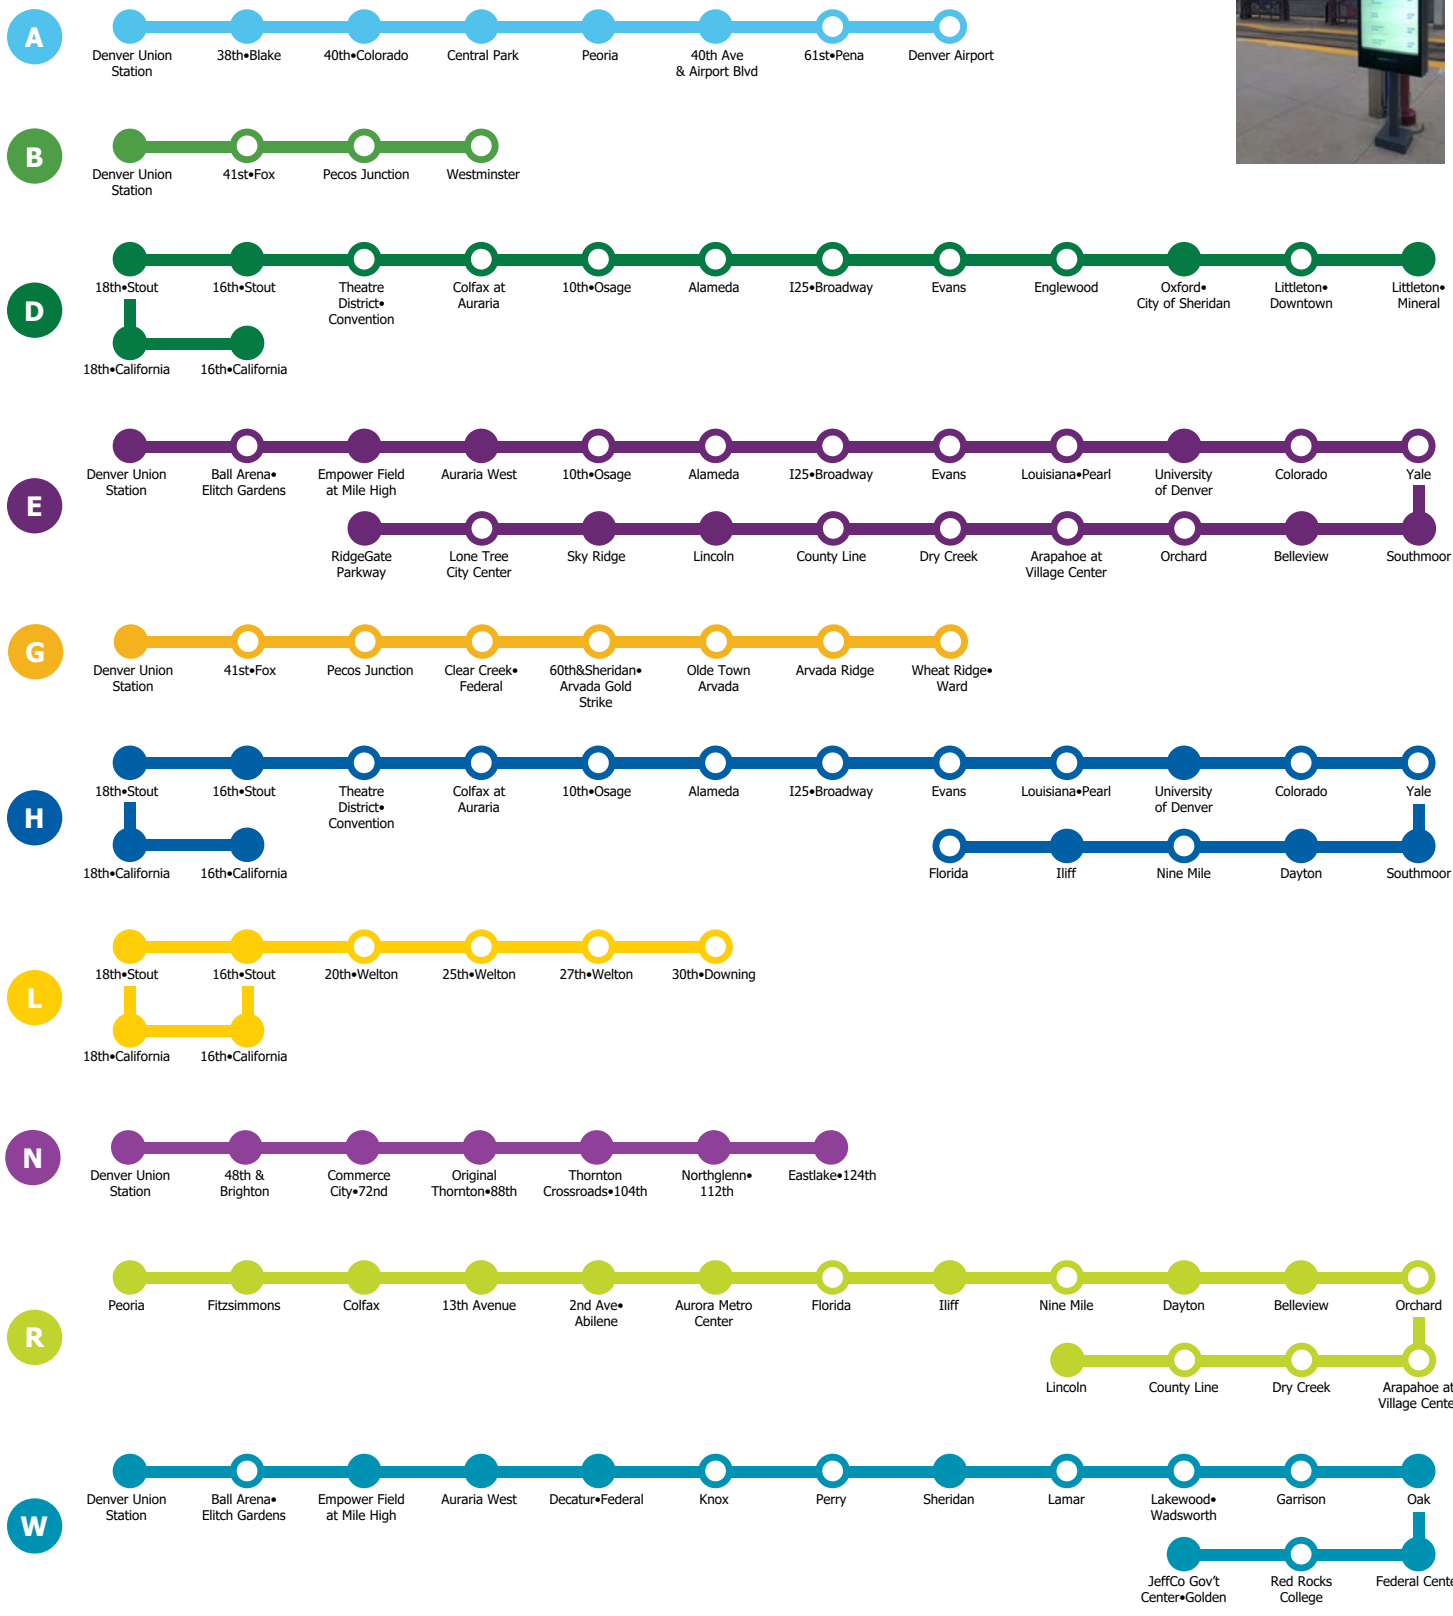 A
Denver Union
Station
38th•Blake
40th•Colorado
Central Park
Peoria
40th Ave
& Airport Blvd
61st•Pena
Denver Airport
B
Denver Union
Station
41st•Fox
Pecos Junction
Westminster
D
18th•Stout
16th•Stout
Theatre
District•
Convention
Colfax at
Auraria
10th•Osage
Alameda
I25•Broadway
Evans
Englewood
Oxford•
City of Sheridan
Littleton•
Downtown
Littleton•
Mineral
18th•California
16th•California
E
Denver Union
Station
Ball Arena•
Elitch Gardens
Empower Field
at Mile High
Auraria West
10th•Osage
Alameda
I25•Broadway
Evans
Louisiana•Pearl
University
of Denver
Colorado
Yale
RidgeGate
Parkway
Lone Tree
City Center
Sky Ridge
Lincoln
County Line
Dry Creek
Arapahoe at
Village Center
Orchard
Belleview
Southmoor
G
Denver Union
Station
41st•Fox
Pecos Junction
Clear Creek•
Federal
60th&Sheridan•
Arvada Gold
Strike
Olde Town
Arvada
Arvada Ridge
Wheat Ridge•
Ward
H
18th•Stout
16th•Stout
Theatre
District•
Convention
Colfax at
Auraria
10th•Osage
Alameda
I25•Broadway
Evans
Louisiana•Pearl
University
of Denver
Colorado
Yale
18th•California
16th•California
Florida
Iliff
Nine Mile
Dayton
Southmoor
L
18th•Stout
16th•Stout
20th•Welton
25th•Welton
27th•Welton
30th•Downing
18th•California
16th•California
N
Denver Union
Station
48th &
Brighton
Commerce
City•72nd
Original
Thornton•88th
Thornton
Crossroads•104th
Northglenn•
112th
Eastlake•124th
R
Peoria
Fitzsimmons
Colfax
13th Avenue
2nd Ave•
Abilene
Aurora Metro
Center
Florida
Iliff
Nine Mile
Dayton
Belleview
Orchard
Lincoln
County Line
Dry Creek
Arapahoe at
Village Cente
W
Denver Union
Station
Ball Arena•
Elitch Gardens
Empower Field
at Mile High
Auraria West
Decatur•Federal
Knox
Perry
Sheridan
Lamar
Lakewood•
Wadsworth
Garrison
Oak
JeffCo Gov't
Center•Golden
Red Rocks
College
Federal Cente